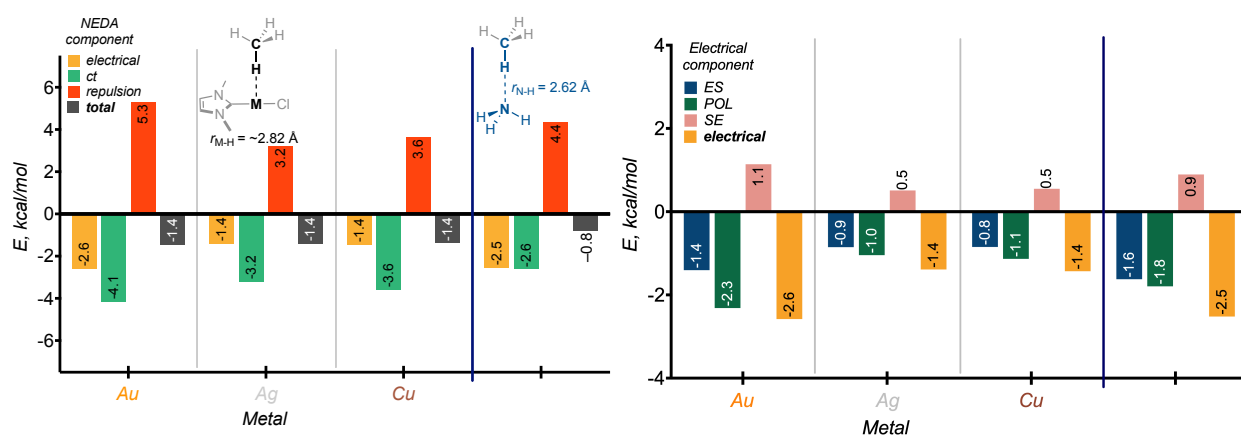 NEDA
component
electrical
ct
repulsion
total
E, kcal/mol
6
4
2
0
-2
-4
-6
-2.6
-4.1
5.3
-1.4
-1.4
-3.2
3.2
-1.4
-1.4
-3.6
3.6
-1.4
-2.5
-2.6
4.4
–0.8
H
H
C
H
H
N
N
M
Cl
rM-H = ~2.82 Å
H
H
C
H
H
rN-H = 2.62 Å
H
N
H
H
Au
Ag
Cu
Metal
Electrical
component
ES
POL
SE
electrical
E, kcal/mol
4
2
0
-2
-4
-1.4
-2.3
1.1
-2.6
-0.9
-1.0
0.5
-1.4
-0.8
-1.1
0.5
-1.4
-1.6
-1.8
0.9
-2.5
Au
Ag
Cu
Metal